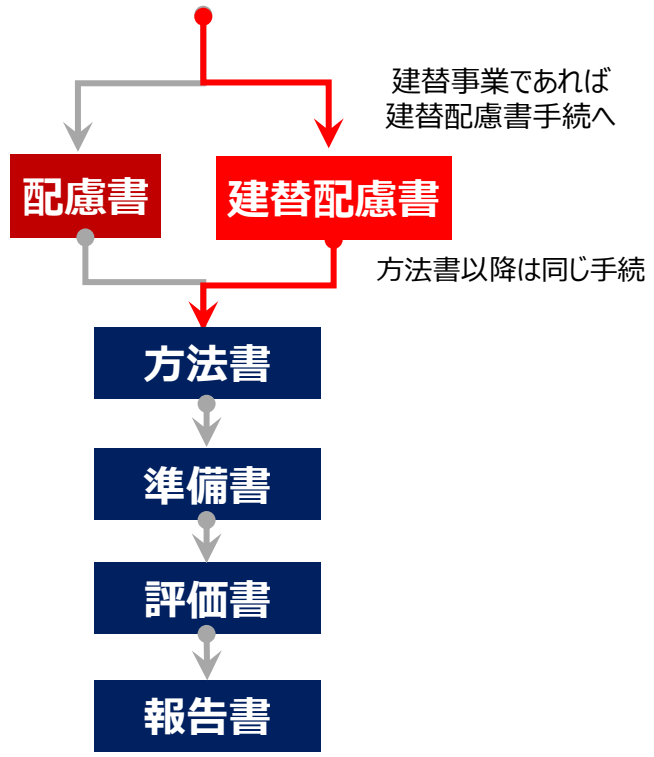 建替事業であれば
建替配慮書手続へ
配慮書
建替配慮書
方法書以降は同じ手続
方法書
準備書
評価書
報告書